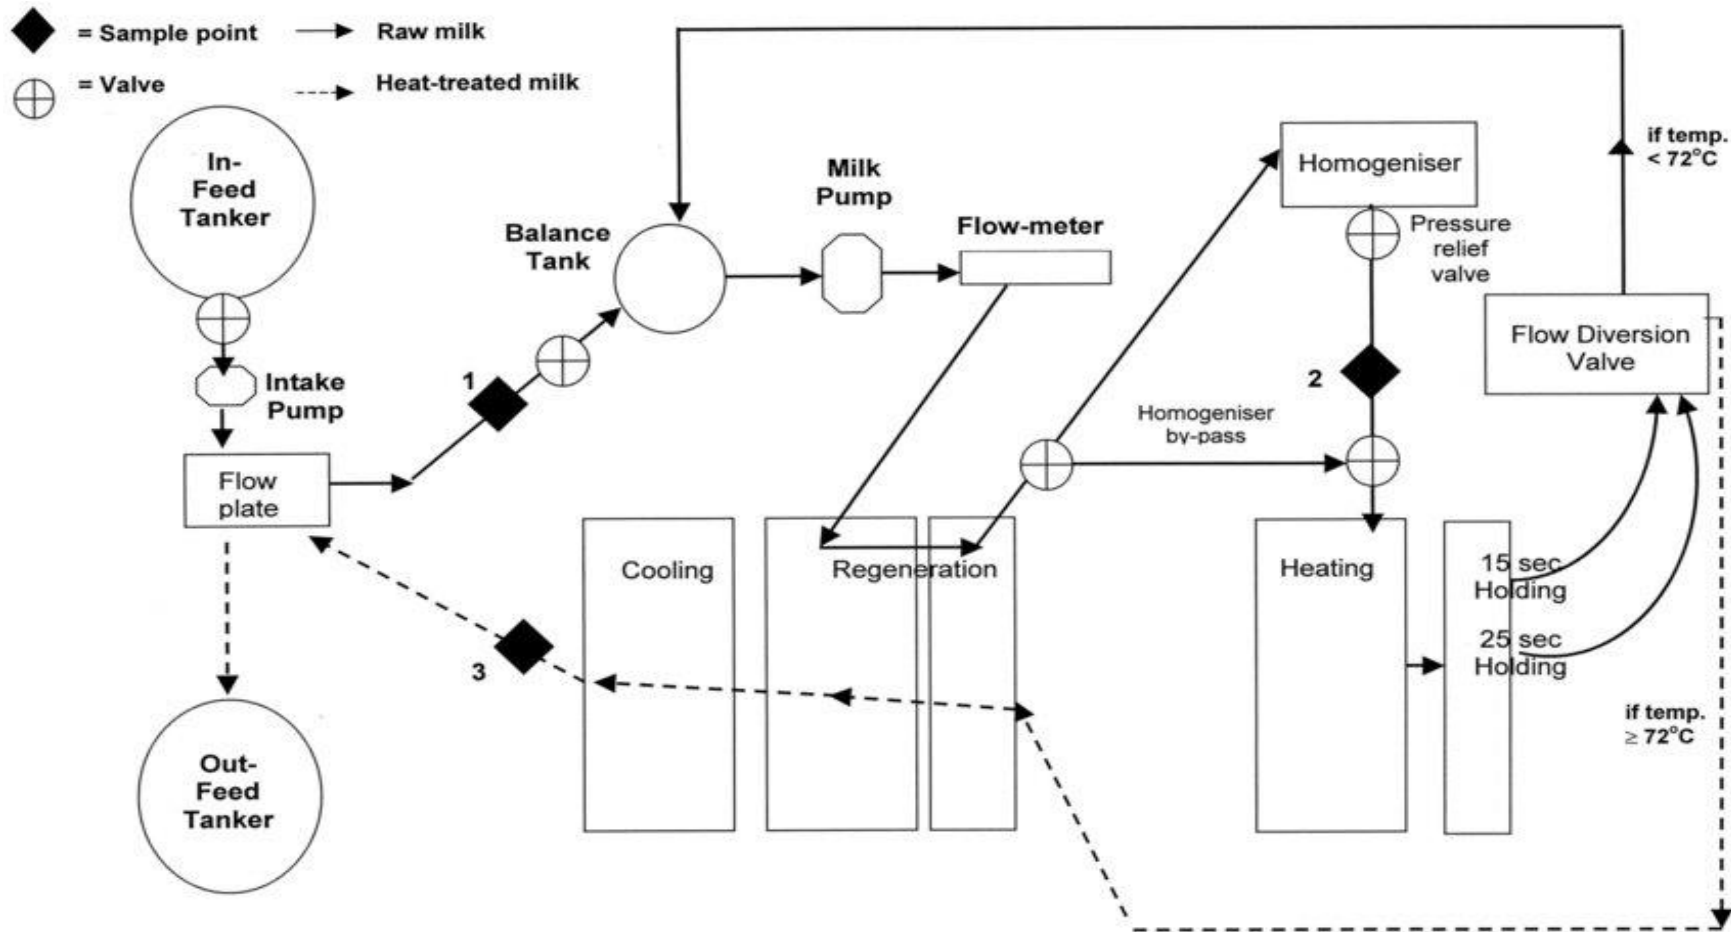 = Sample point
Raw milk
= Valve
Heat-treated milk
In-
Feed
Tanker
Intake
Pump
Flow
plate
Out-
Feed
Tanker
1
Balance
Tank
Milk
Pump
Flow-meter
Homogeniser
Pressure
relief
valve
2
Homogeniser
by-pass
Flow Diversion
Valve
if temp.
< 72°C
Cooling
Regeneration
Heating
15 sec
Holding
25 sec
Holding
3
if temp.
≥ 72°C